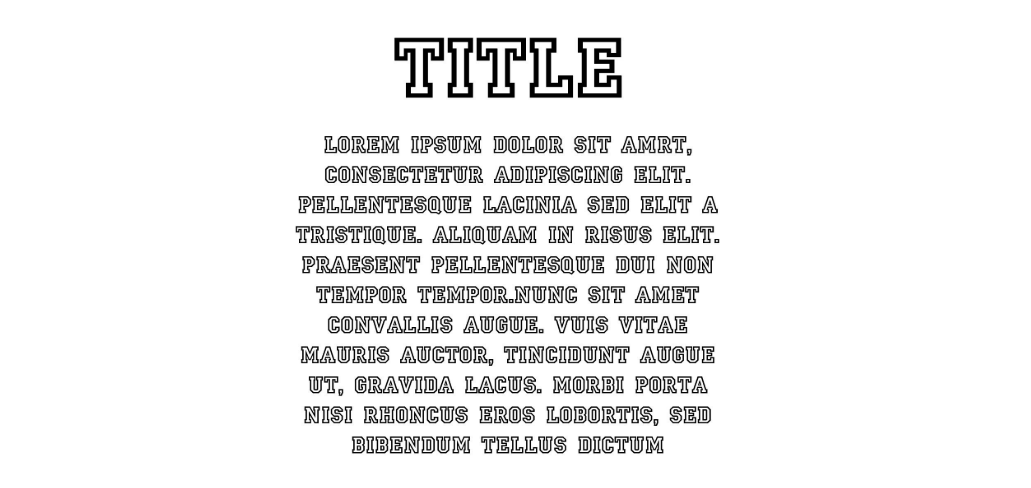 TITLE
LOREM IPSUM DOLOR SIT AMRT,
CONSECTETUR ADIPISCING ELIT.
PELLENTESQUE LACINIA SED ELIT A
TRISTIQUE. ALIQUAM IN RISUS ELIT.
PRAESENT PELLENTESQUE DUI NON
TEMPOR TEMPOR.NUNC SIT AMET
CONVALLIS AUGUE. VUIS VITAE
MAURIS AUCTOR, TINCIDUNT AUGUE
UT, GRAVIDA LACUS. MORBI PORTA
NISI RHONCUS EROS LOBORTIS, SED
BIBENDUM TELLUS DICTUM